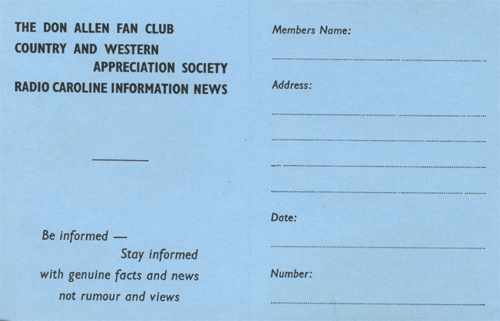 THE DON ALLEN FAN CLUB
COUNTRY AND WESTERN
APPRECIATION SOCIETY
RADIO CAROLINE INFORMATION NEWS
Be informed —
Stay informed
with genuine facts and news
not rumour and views
Members Name:
Address:
Date:
Number: